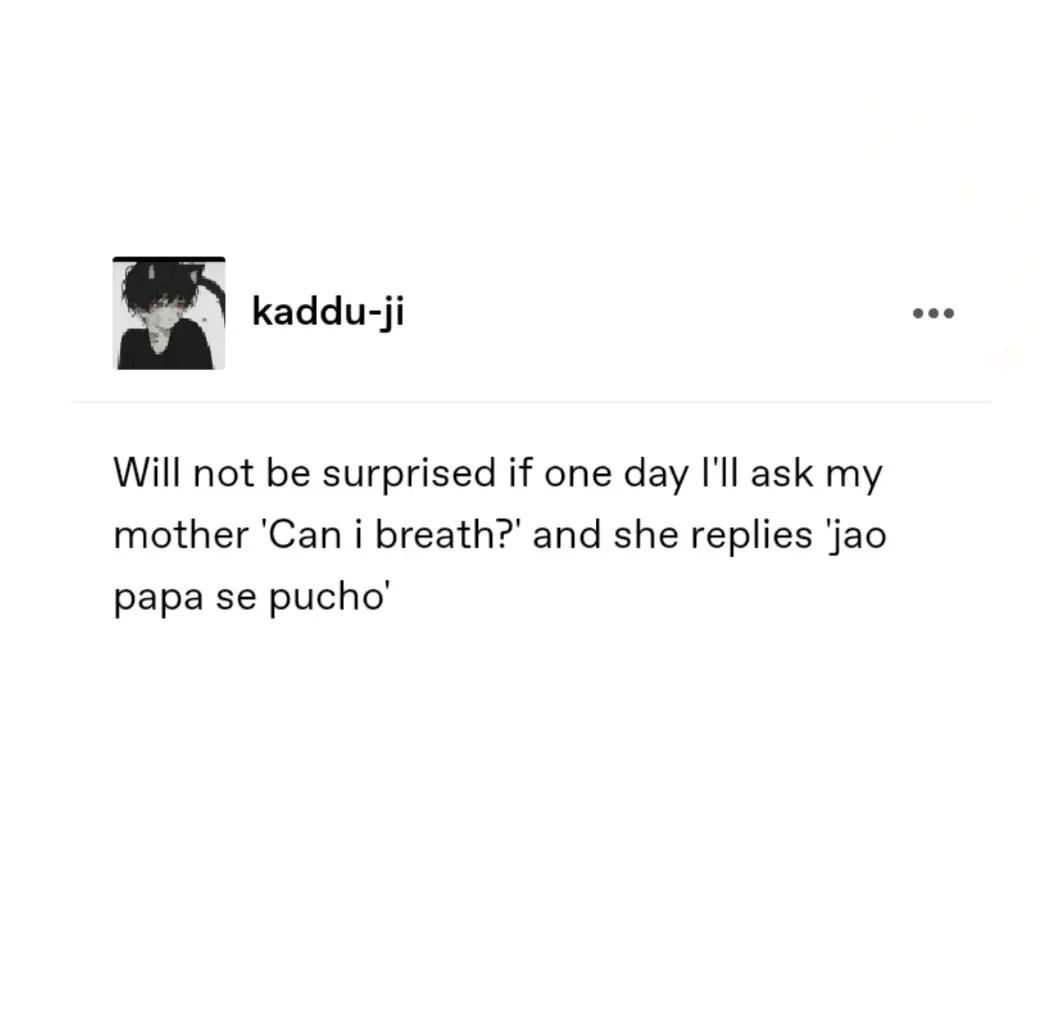 kaddu-ji
Will not be surprised if one day I'll ask my
mother 'Can i breath?' and she replies 'jao
papa se pucho'